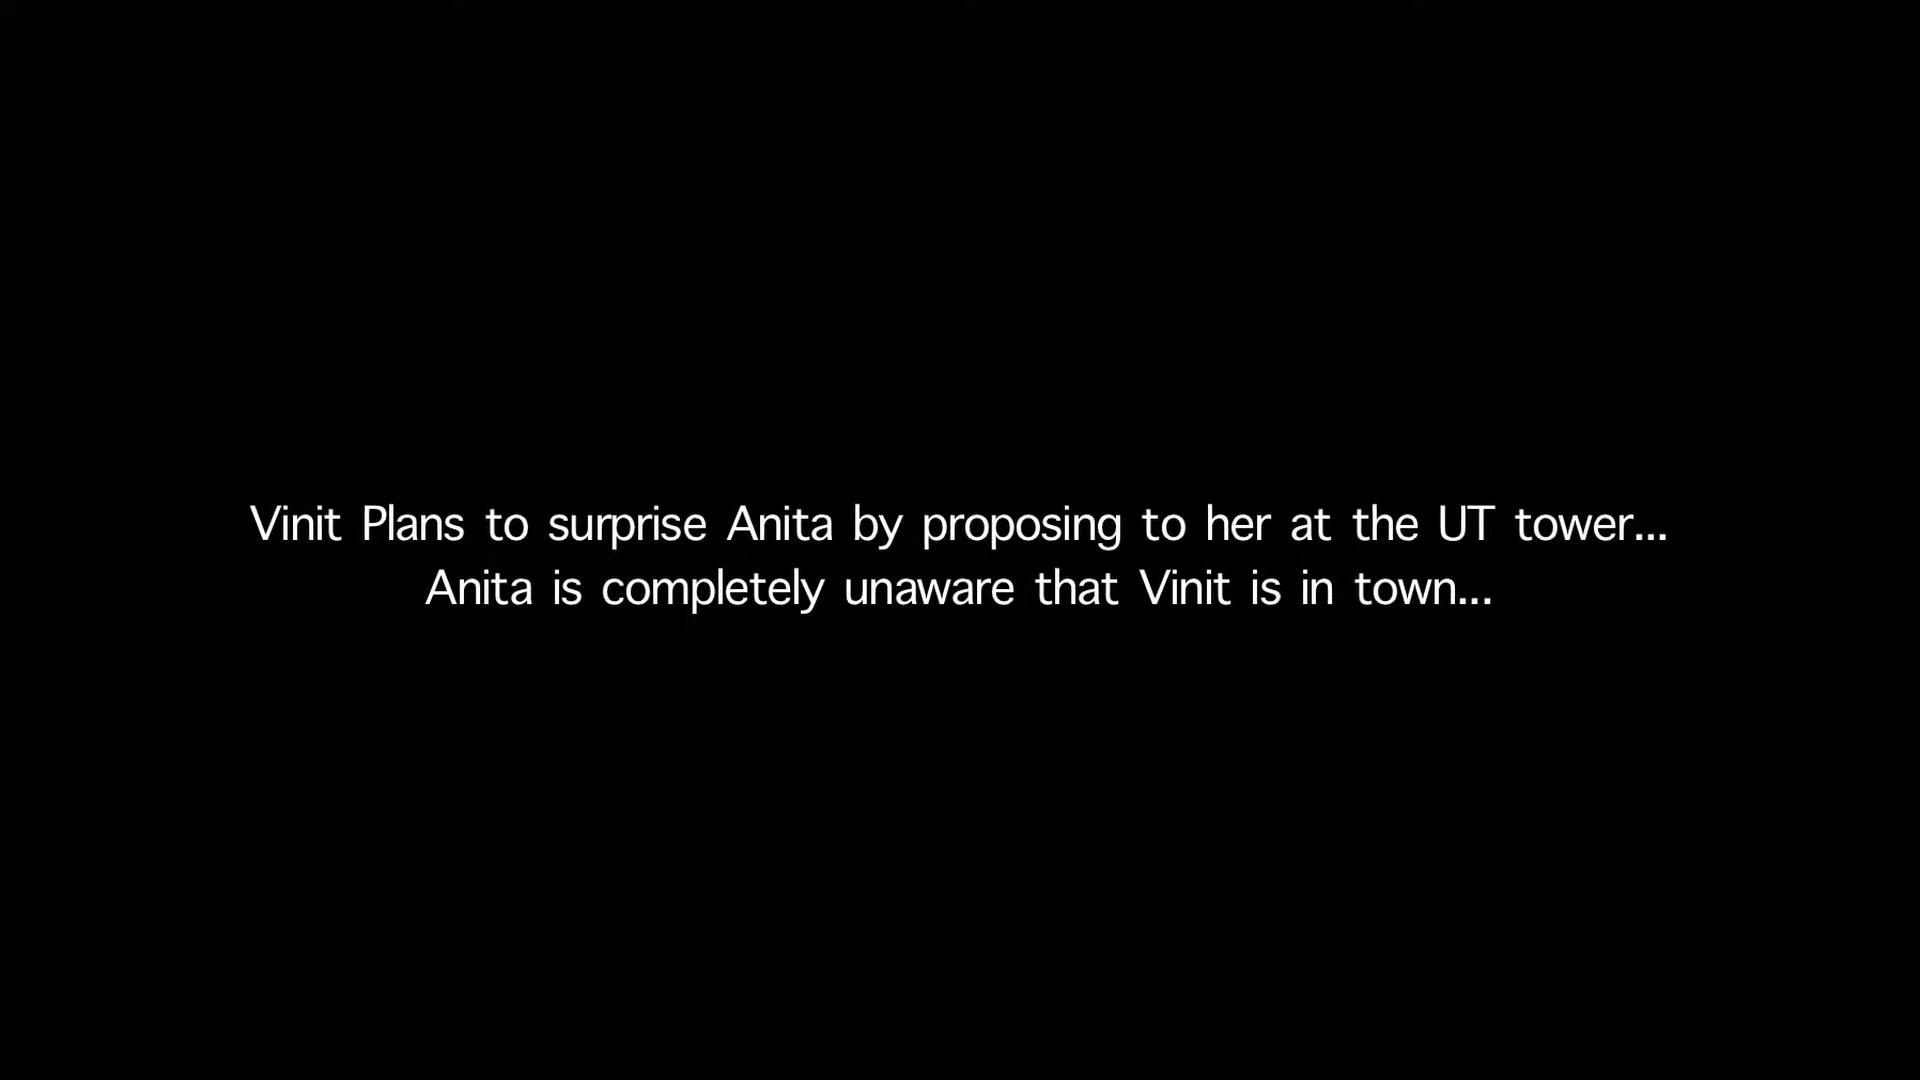 Vinit Plans to surprise Anita by proposing to her at the UT tower...
Anita is completely unaware that Vinit is in town...